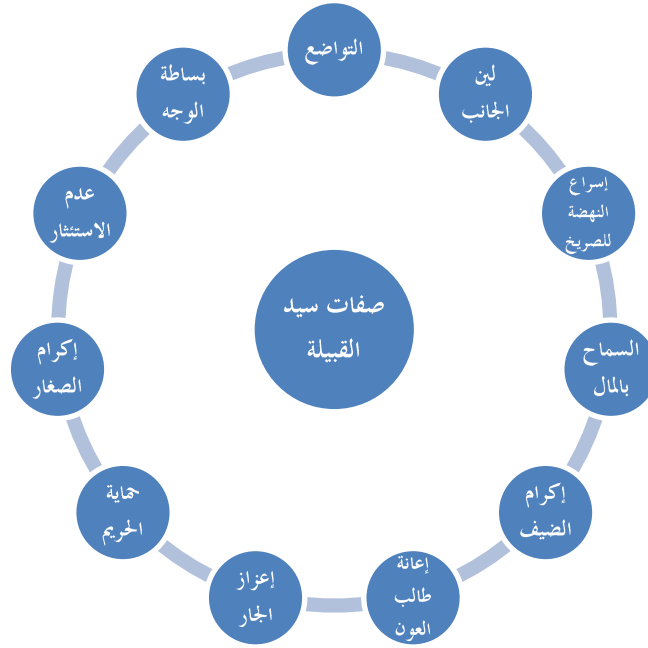 التواضع
لين
الجانب
إسراع
النهضة
للصريخ
السماح
بالمال
إكرام
الضيف
إعانة
طالب
العون
إعزاز
الجار
حماية
الحريم
إكرام
الصغار
عدم
الاستئثار
بساطة
الوجه
صفات سيد
القبيلة